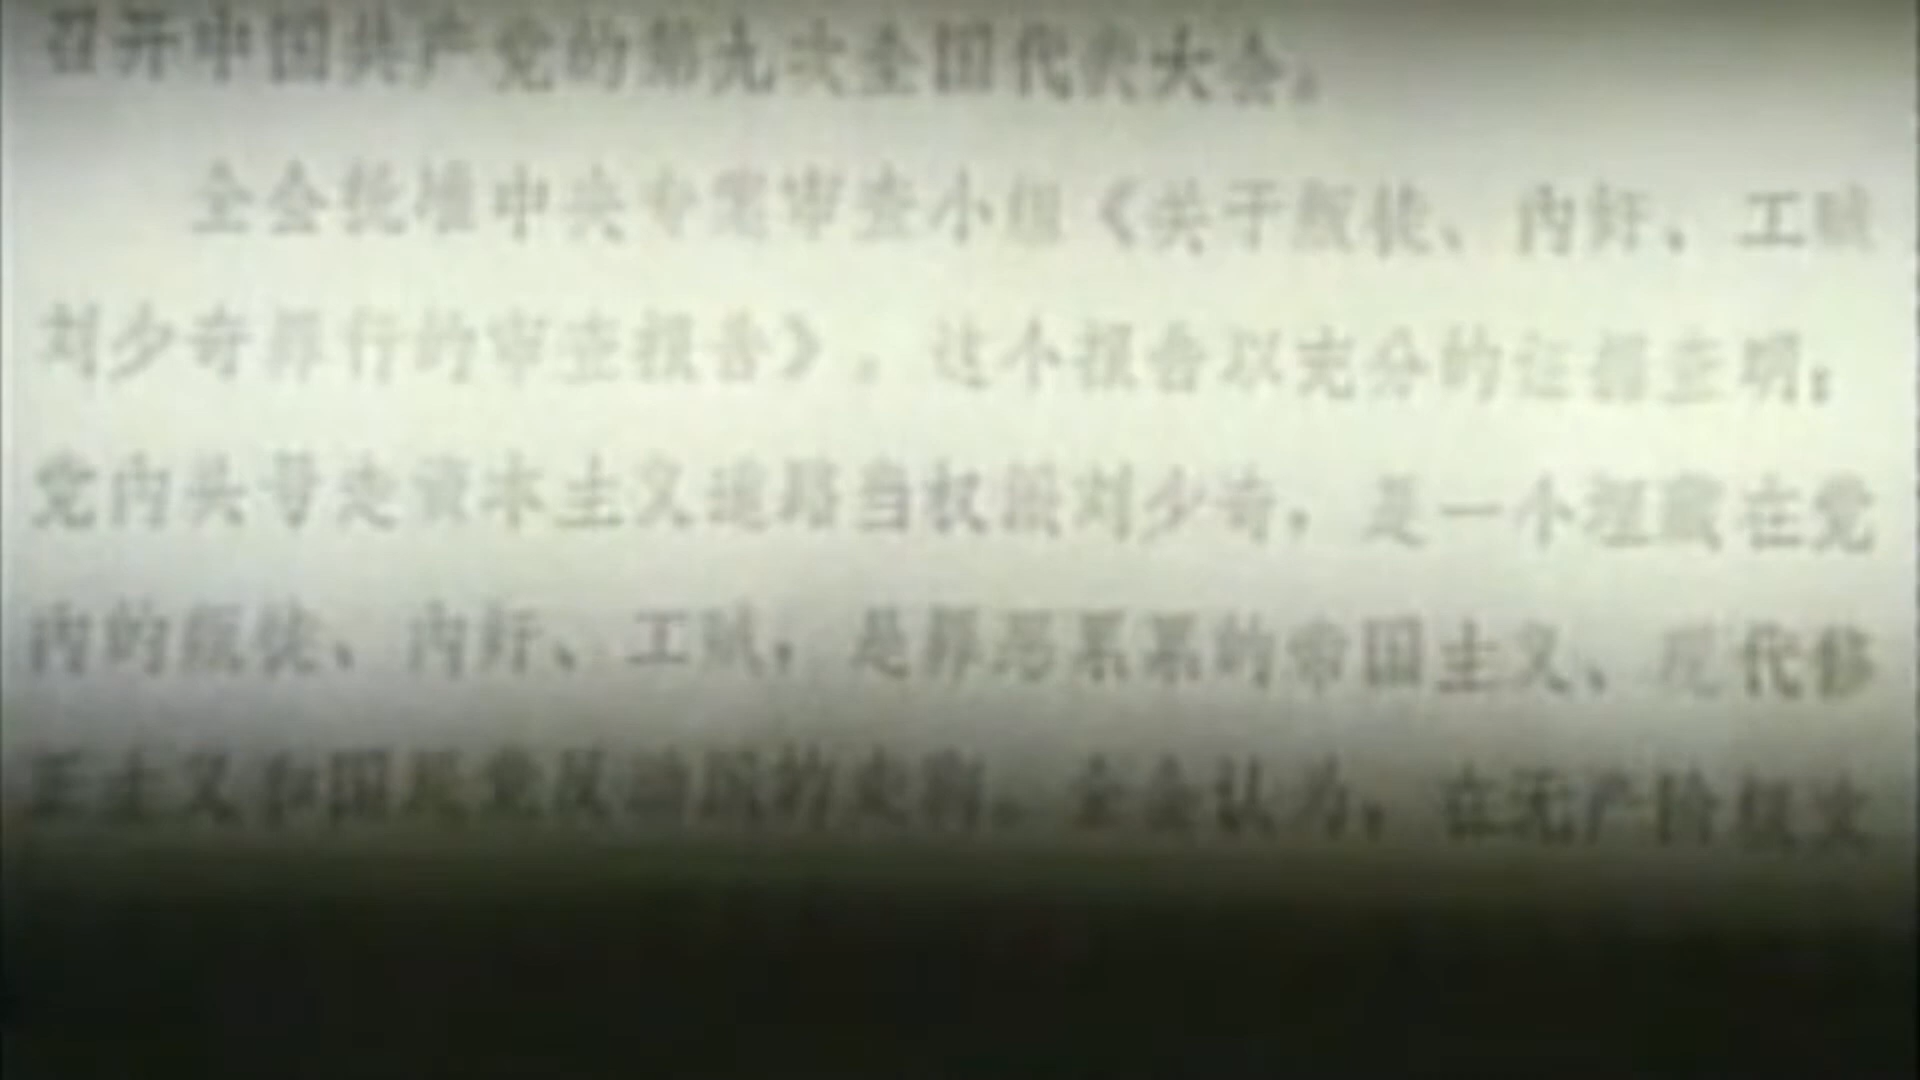 召开中国共产党的第九次全国代表大会。
全会批准中央专案审查小组《关于叛徒、内奸、工贼
刘少奇罪行的审查报告》。这个报告以充分的证据查明：
党内头号走资本主义道路当权派刘少奇，是一个埋藏在党
内的叛徒、内奸、工贼，是罪恶累累的帝国主义、现代修
正主义和国民党反动派的走狗。全会认为，在无产阶级文